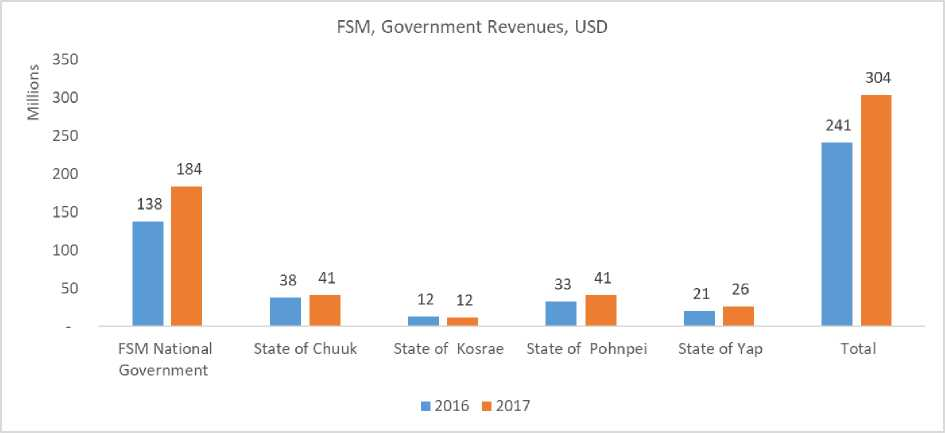 FSM, Government Revenues, USD
Millions
350
300
250
200
150
100
50
-
138
184
38
41
12
12
33
41
21
26
241
304
FSM National
Government
State of Chuuk
State of Kosrae
State of Pohnpei
State of Yap
Total
2016
2017